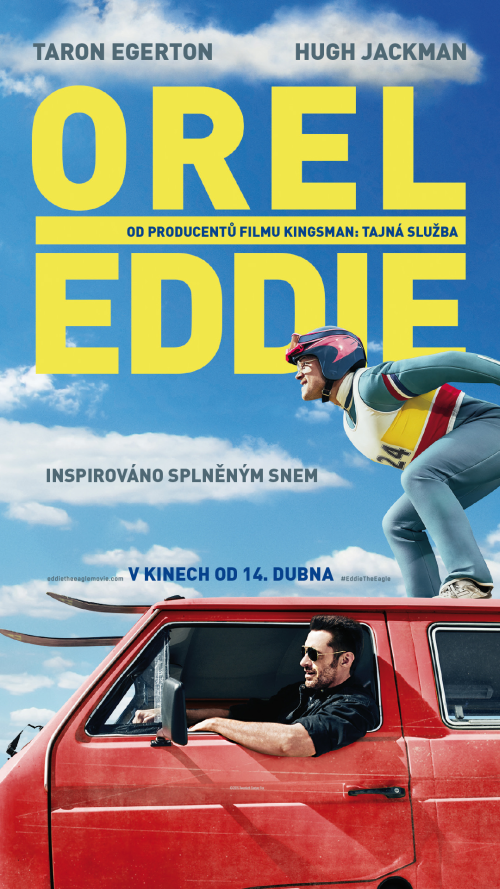 TARON EGERTON HUGH JACKMAN
OREL
OD PRODUCENTŮ FILMU KINGSMAN: TAJNÁ SLUŽBA
EDDIE
24
INSPIROVÁNO SPLNĚNÝM SNEM
eddietheeaglemovie.com V KINECH OD 14. DUBNA #EddieTheEagle